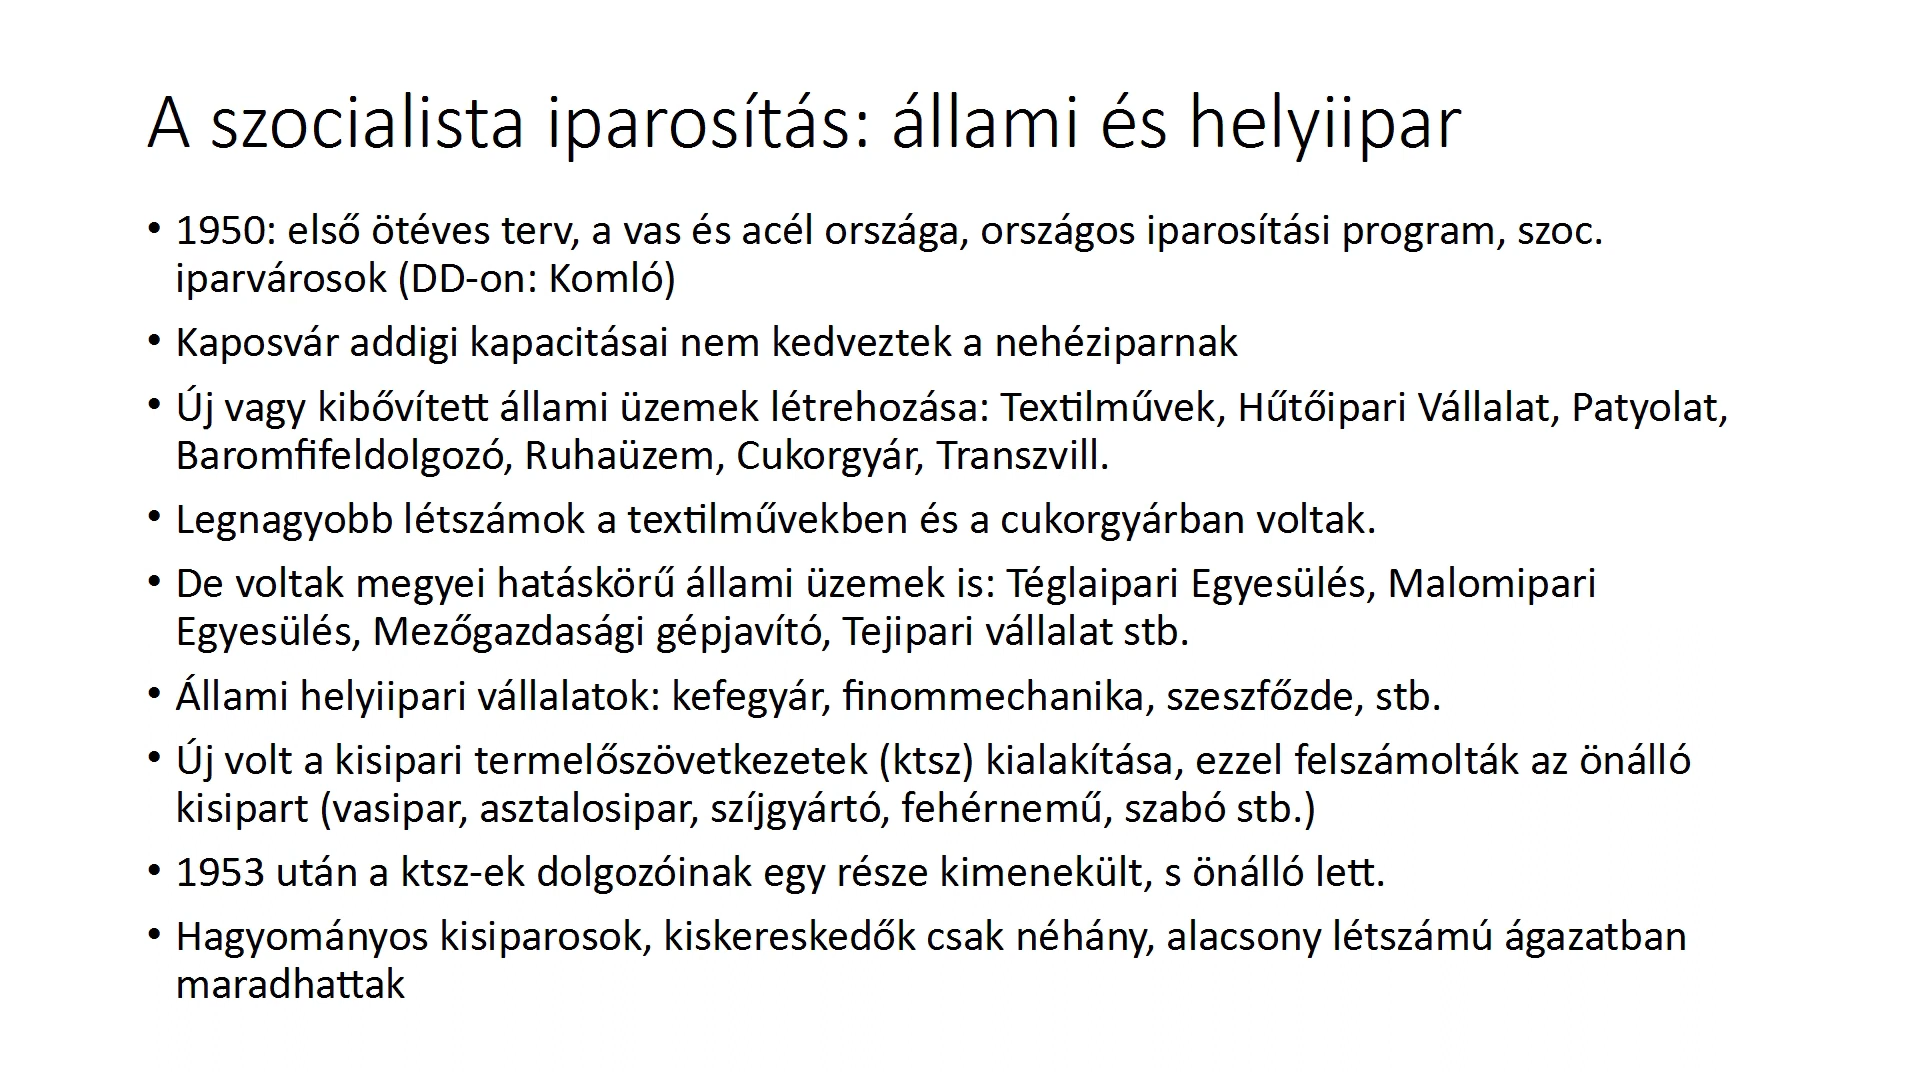 A szocialista iparosítás: állami és helyiipar
• 1950: első ötéves terv, a vas és acél országa, országos iparosítási program, szoc.
iparvárosok (DD-on: Komló)
• Kaposvár addigi kapacitásai nem kedveztek a nehéziparnak
• Új vagy kibővített állami üzemek létrehozása: Textilművek, Hűtőipari Vállalat, Patyolat,
Baromfifeldolgozó, Ruhaüzem, Cukorgyár, Transzvill.
• Legnagyobb létszámok a textilművekben és a cukorgyárban voltak.
• De voltak megyei hatáskörű állami üzemek is: Téglaipari Egyesülés, Malomipari
Egyesülés, Mezőgazdasági gépjavító, Tejipari vállalat stb.
• Állami helyiipari vállalatok: kefegyár, finommechanika, szeszfőzde, stb.
• Új volt a kisipari termelőszövetkezetek (ktsz) kialakítása, ezzel felszámolták az önálló
kisipart (vasipar, asztalosipar, szíjgyártó, fehérnemű, szabó stb.)
• 1953 után a ktsz-ek dolgozóinak egy része kimenekült, s önálló lett.
• Hagyományos kisiparosok, kiskereskedők csak néhány, alacsony létszámú ágazatban
maradhattak